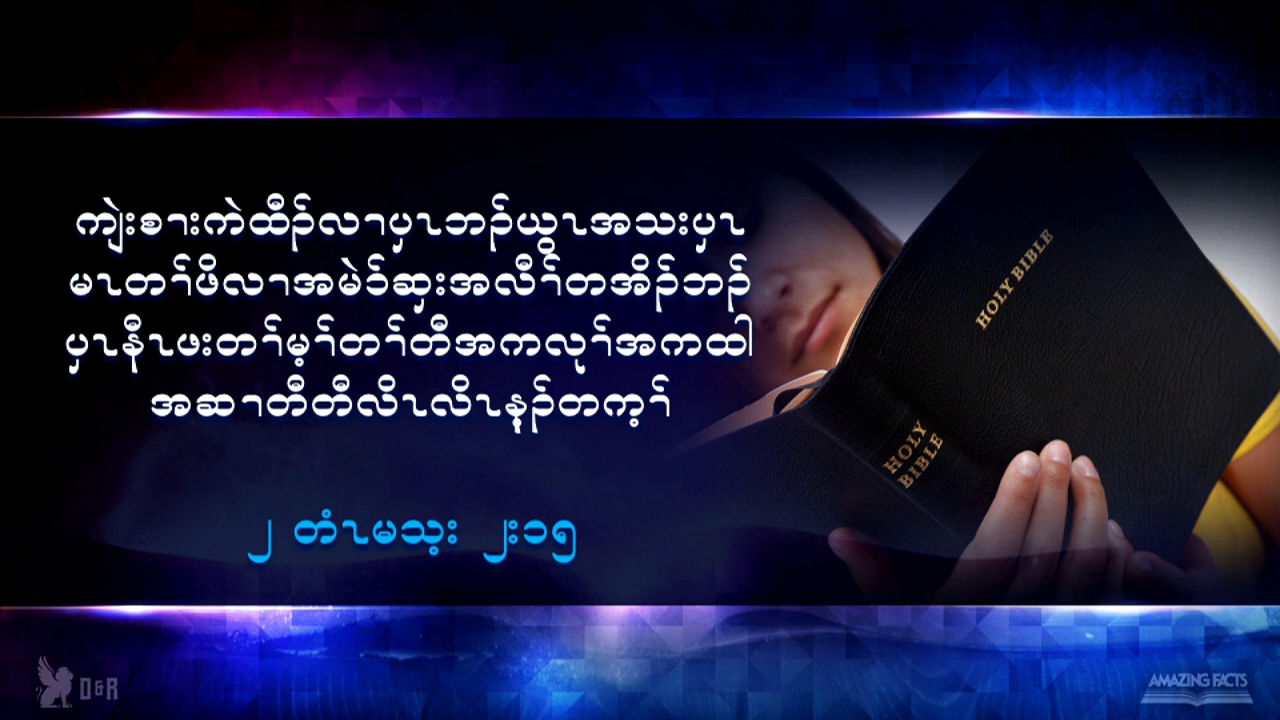 ကျဲးစၢးကဲထီၣ်လၢပှၤဘၣ်ယွၤအသးပှၤ
မၤတၢ်ဖိလၢအမဲာ်ဆှးအလီၢ်တအိၣ်ဘၣ်
ပှၤနီၤဖးတၢ်မ့ၢ်တၢ်တီအကလုၢ်အကထါ
အဆၢတီတီလိၤလိၤန့ၣ်တက့ၢ်
၂ တံၤမသ့း ၂း၁၅
HOLY BIBLE
HOLY
BIBLE
D&R
AMAZING FACTS